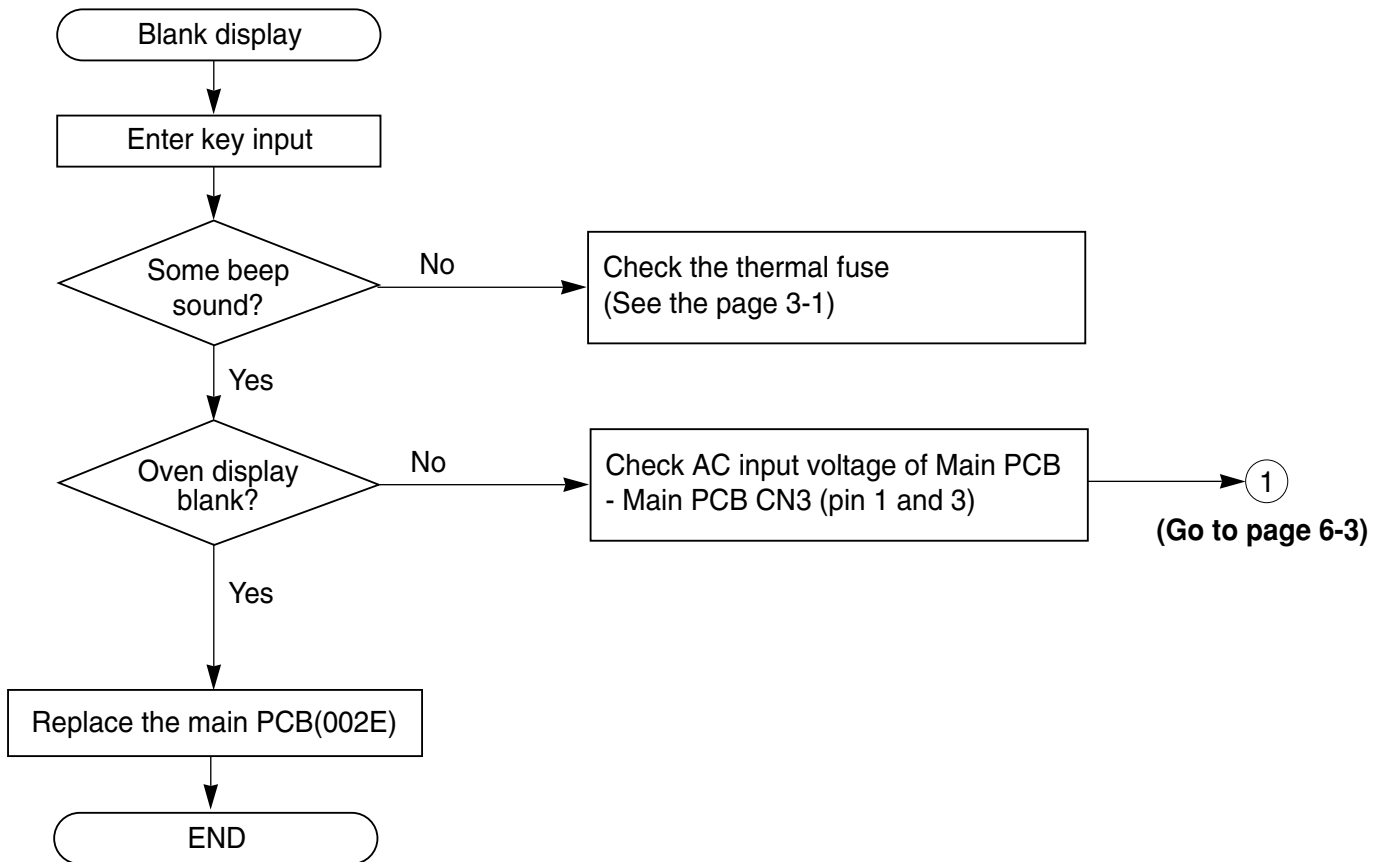 Blank display
Enter key input
Some beep
sound?
No
Check the thermal fuse
(See the page 3-1)
Yes
Oven display
blank?
No
Check AC input voltage of Main PCB
- Main PCB CN3 (pin 1 and 3)
1
(Go to page 6-3)
Yes
Replace the main PCB(002E)
END